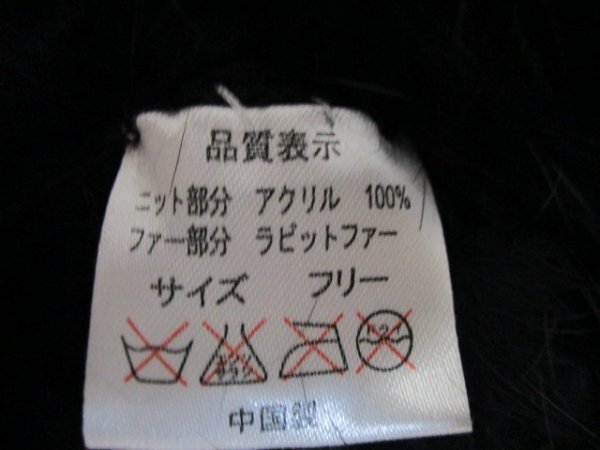 品質表示
ニット部分 アクリル 100%
ファー部分 ラビットファー
サイズ フリー
中国製